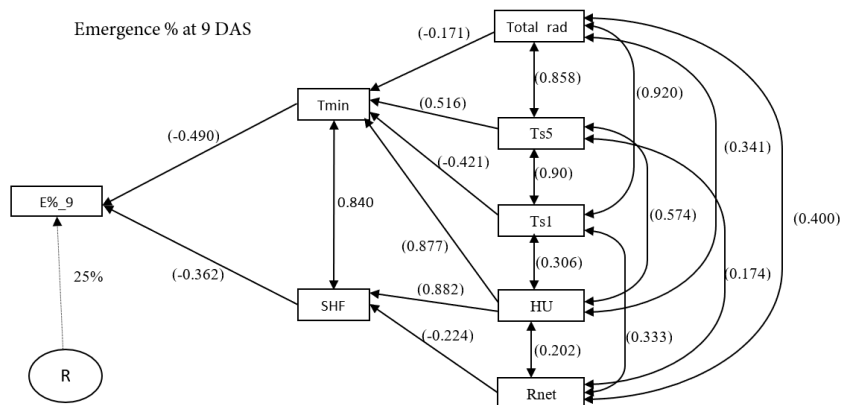 Emergence % at 9 DAS
Total rad
(-0.171)
(0.858)
(0.920)
Tmin
(0.516)
Ts5
(-0.490)
(-0.421)
(0.341)
(0.90)
E%_9
0.840
Ts1
(0.574)
(0.400)
(0.877)
(0.306)
(-0.362)
25%
(0.882)
(0.174)
SHF
HU
(-0.224)
(0.333)
(0.202)
R
Rnet